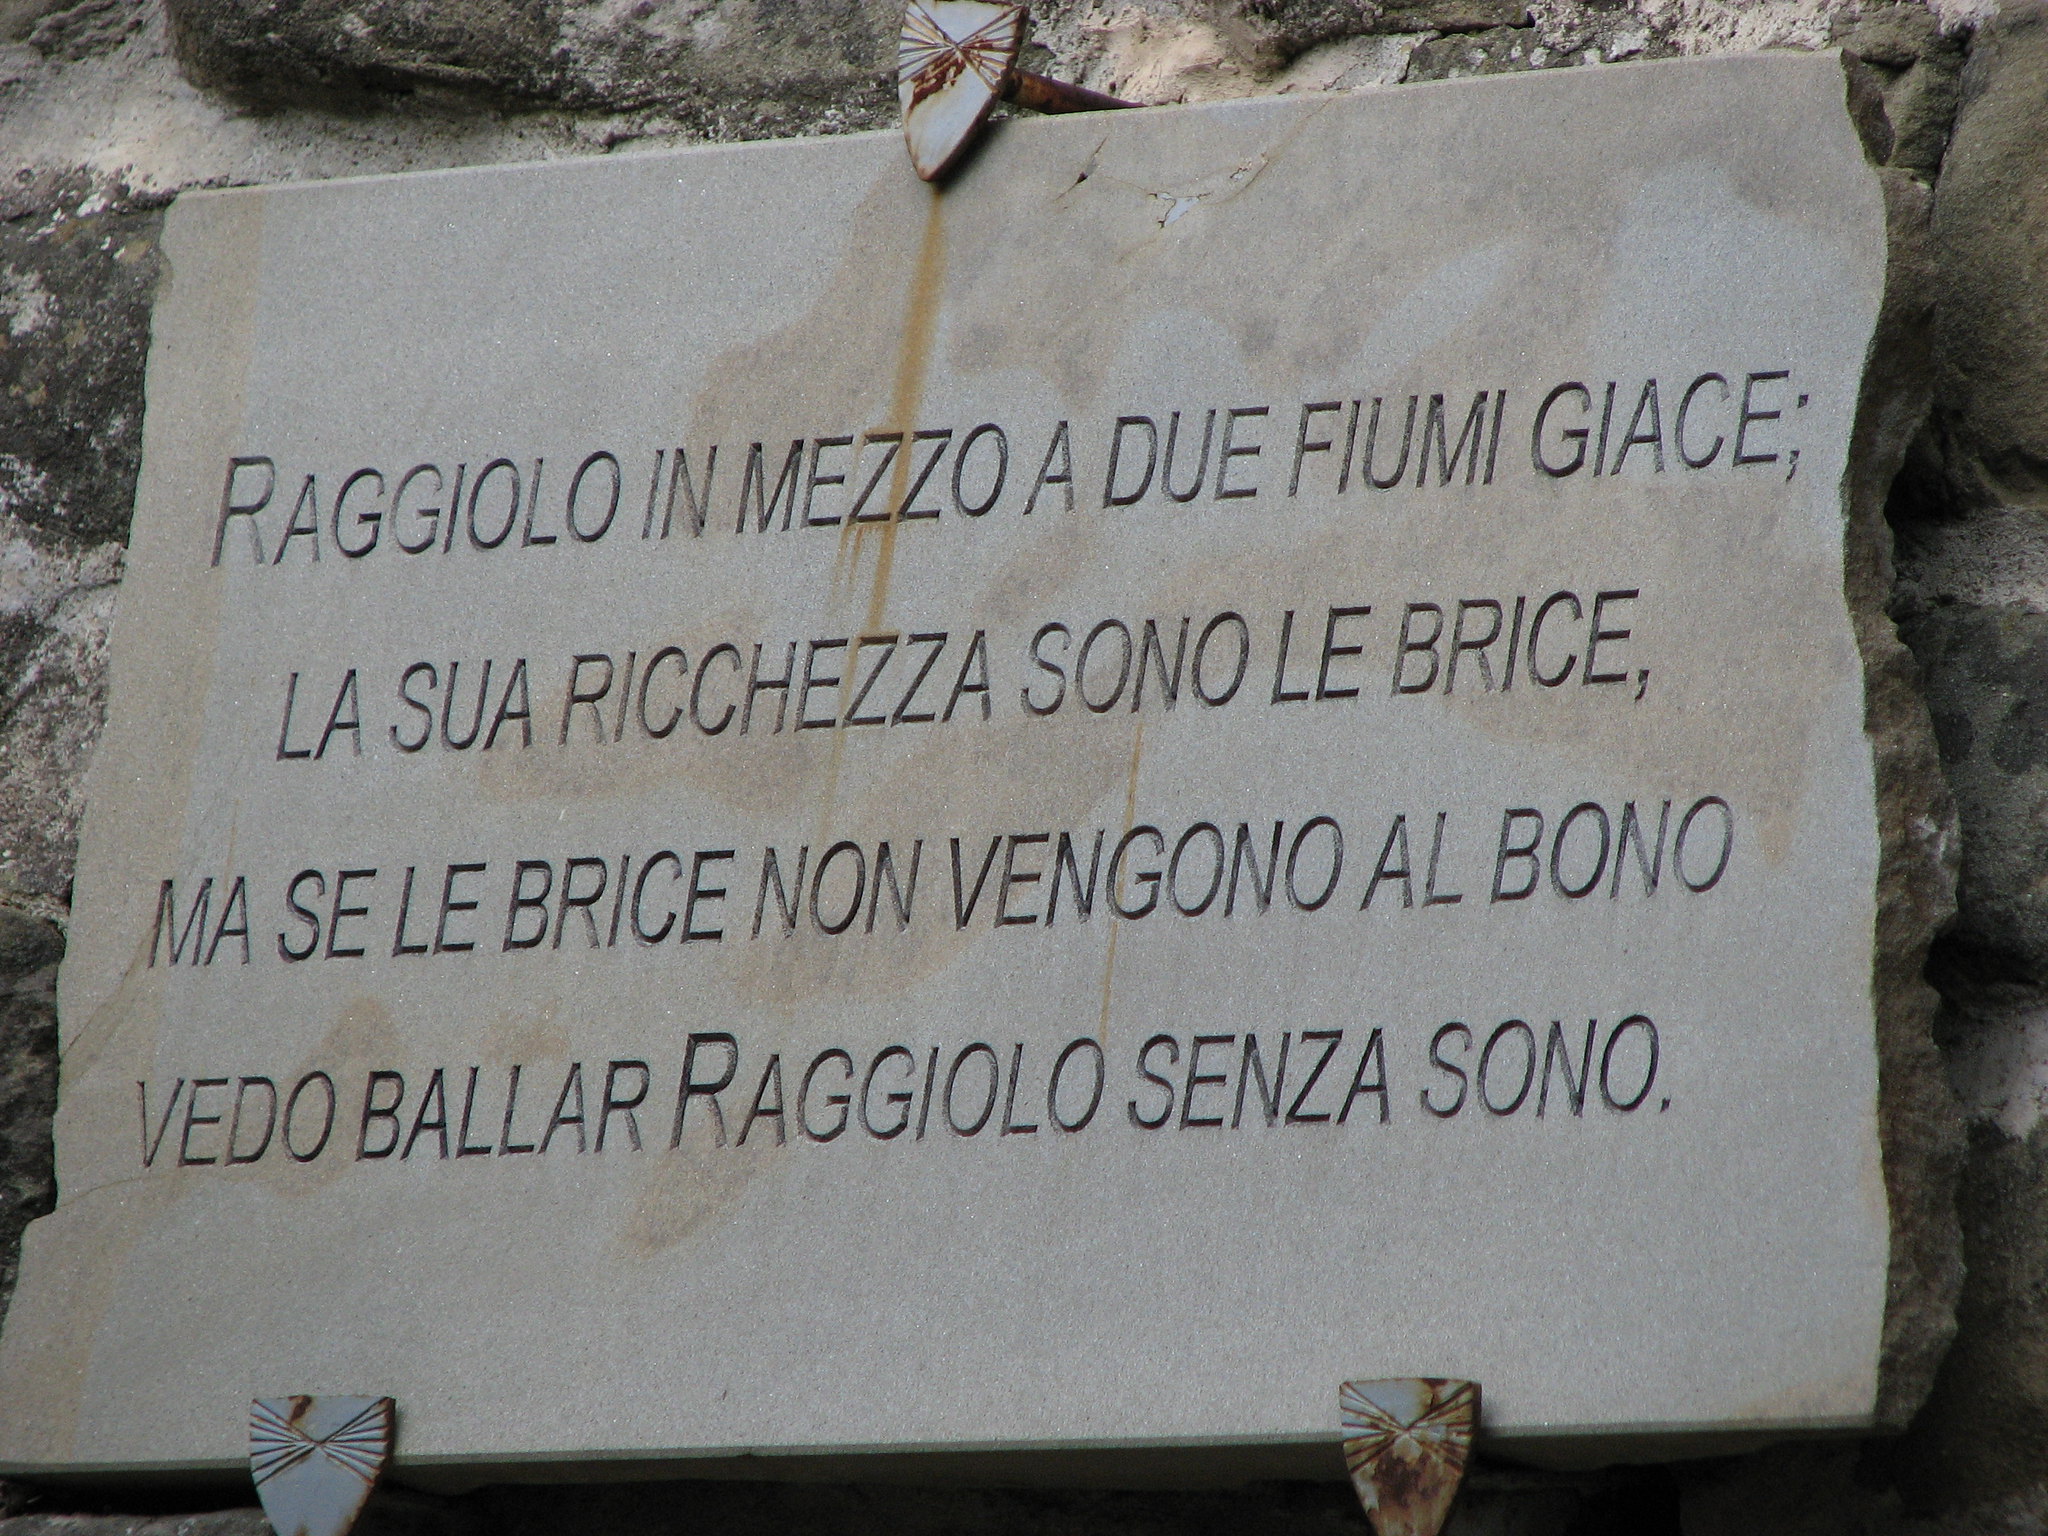 RAGGIOLO IN MEZZO A DUE FIUMI GIACE;
LA SUA RICCHEZZA SONO LE BRICE,
MA SE LE BRICE NON VENGONO AL BONO
VEDO BALLAR RAGGIOLO SENZA SONO.